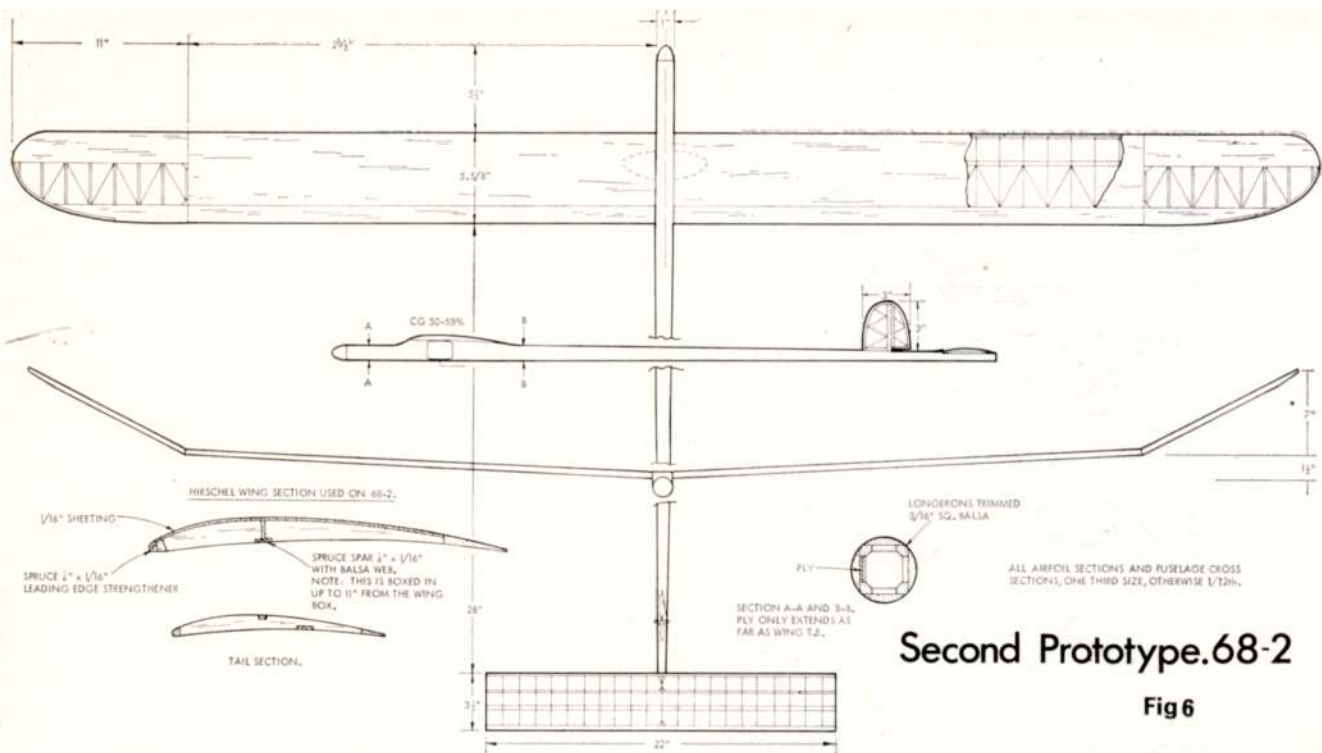 1"
11"
5½"
5.5/8"
3"
3"
CG 50-55%
A
B
A
B
7"
1½"
HIRSCHEL WING SECTION USED ON 68-2.
1/16" SHEETING
SPRUCE ¼" x 1/16"
LEADING EDGE STRENGTHENER
SPRUCE SPAR ¼" x 1/16"
WITH BALSA WEB.
NOTE: THIS IS BOXED IN
UP TO 11" FROM THE WING
BOX.
TAIL SECTION.
28"
LONGERONS TRIMMED
3/16" SQ. BALSA
PLY
SECTION A-A AND B-B.
PLY ONLY EXTENDS AS
FAR AS WING T.E.
ALL AIRFOIL SECTIONS AND FUSELAGE CROSS
SECTIONS, ONE THIRD SIZE, OTHERWISE 1/12th.
Second Prototype.68-2
Fig 6
3½"
22"